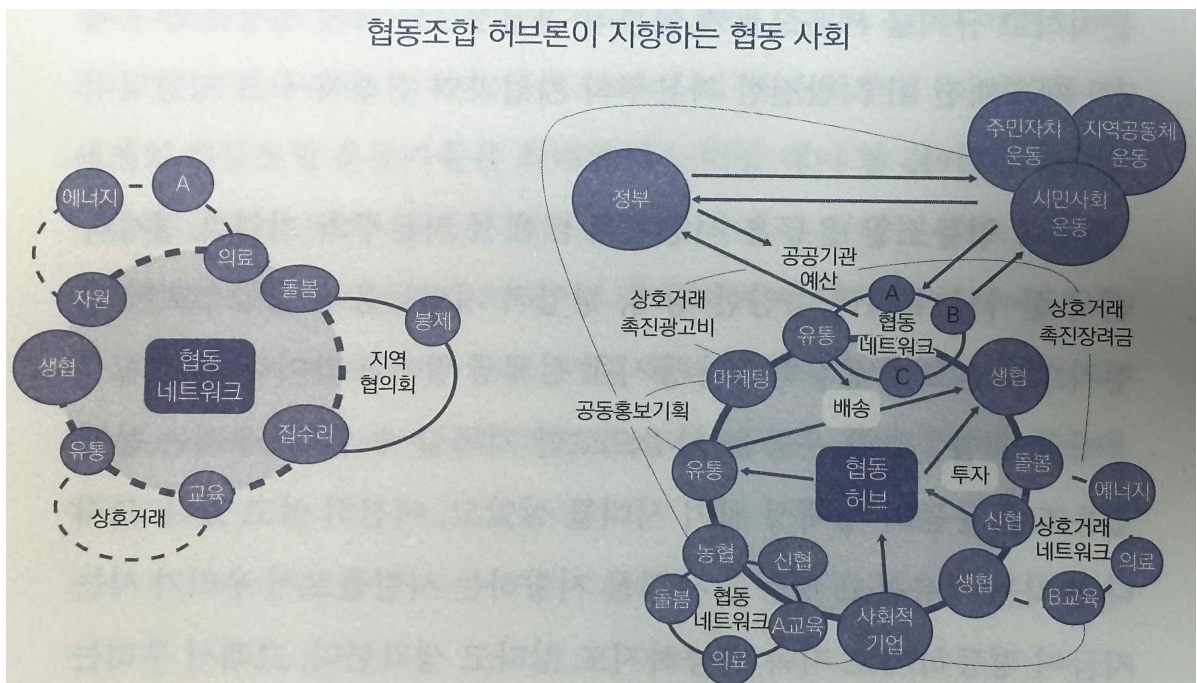 협동조합 허브론이 지향하는 협동 사회
에너지
A
의료
자원
돌봄
봉제
생협
협동
네트워크
지역
협의회
유통
집수리
교육
상호거래
정부
주민자치
운동
지역공동체
운동
시민사회
운동
공공기관
예산
상호거래
촉진광고비
A
B
C
협동
네트워크
유통
상호거래
촉진장려금
마케팅
생협
배송
공동홍보기획
유통
협동
허브
투자
돌봄
에너지
신협
상호거래
네트워크
의료
농협
신협
생협
B교육
돌봄
협동
네트워크
A교육
사회적
기업
의료